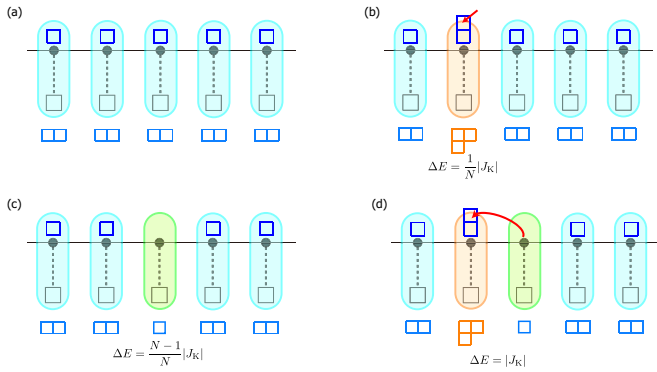 (a)
(b)
ΔE = 1/N |J_K|
(c)
(d)
ΔE = N − 1/N |J_K|
ΔE = |J_K|